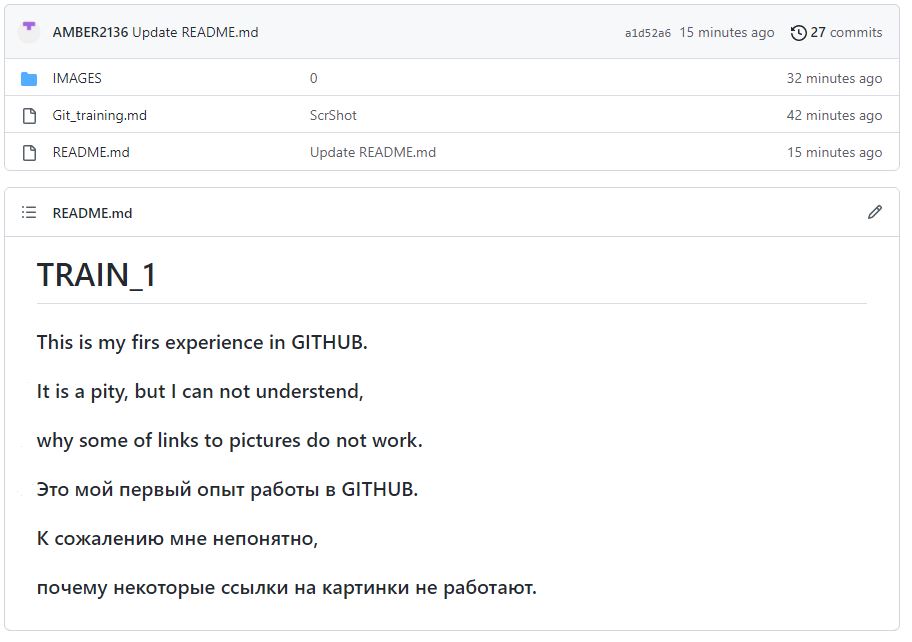 AMBER2136 Update README.md a1d52a6 15 minutes ago 27 commits
IMAGES 0 32 minutes ago
Git_training.md ScrShot 42 minutes ago
README.md Update README.md 15 minutes ago
README.md
TRAIN_1
This is my firs experience in GITHUB.
It is a pity, but I can not understend,
why some of links to pictures do not work.
Это мой первый опыт работы в GITHUB.
К сожалению мне непонятно,
почему некоторые ссылки на картинки не работают.